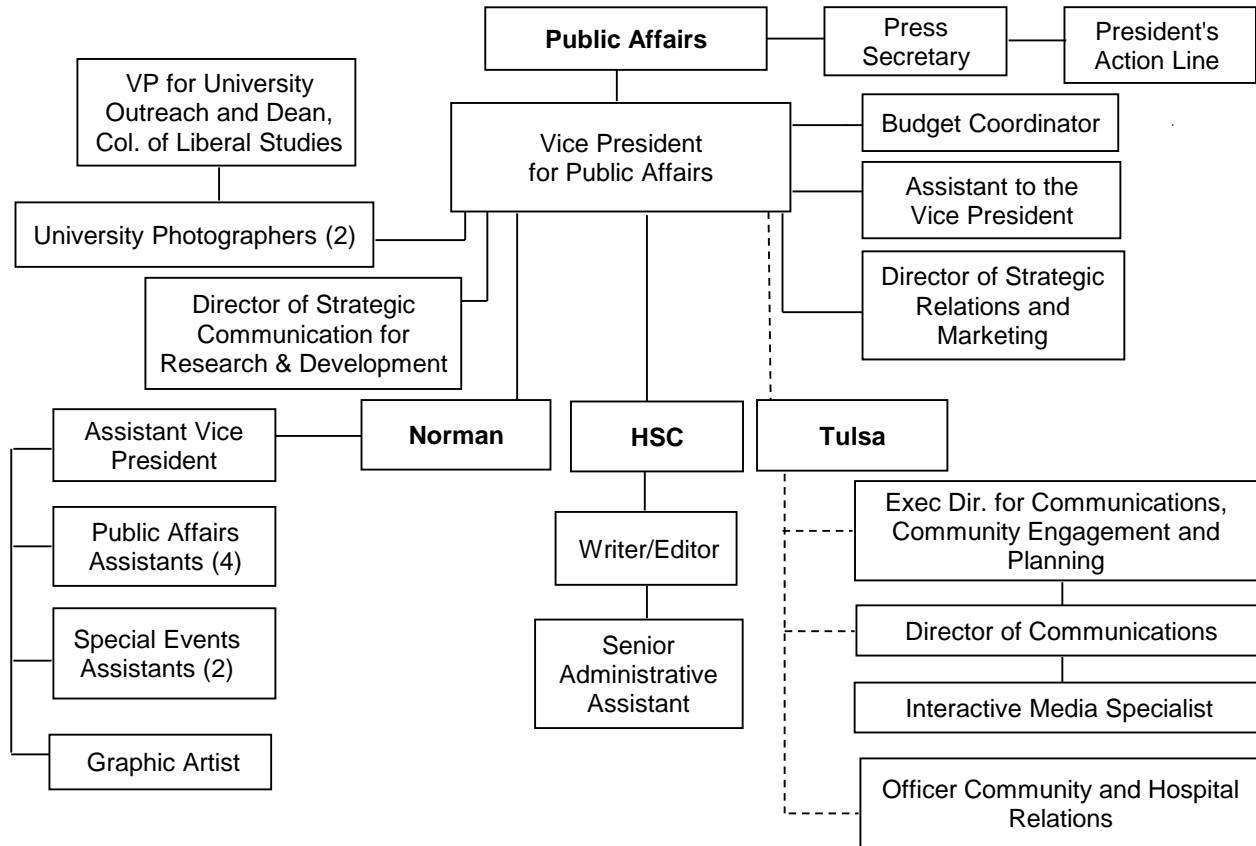 Public Affairs
Press
Secretary
President's
Action Line
VP for University
Outreach and Dean,
Col. of Liberal Studies
Vice President
for Public Affairs
Budget Coordinator
Assistant to the
Vice President
University Photographers (2)
Director of Strategic
Communication for
Research & Development
Director of Strategic
Relations and
Marketing
Assistant Vice
President
Norman
HSC
Tulsa
Public Affairs
Assistants (4)
Special Events
Assistants (2)
Graphic Artist
Writer/Editor
Senior
Administrative
Assistant
Exec Dir. for Communications,
Community Engagement and
Planning
Director of Communications
Interactive Media Specialist
Officer Community and Hospital
Relations